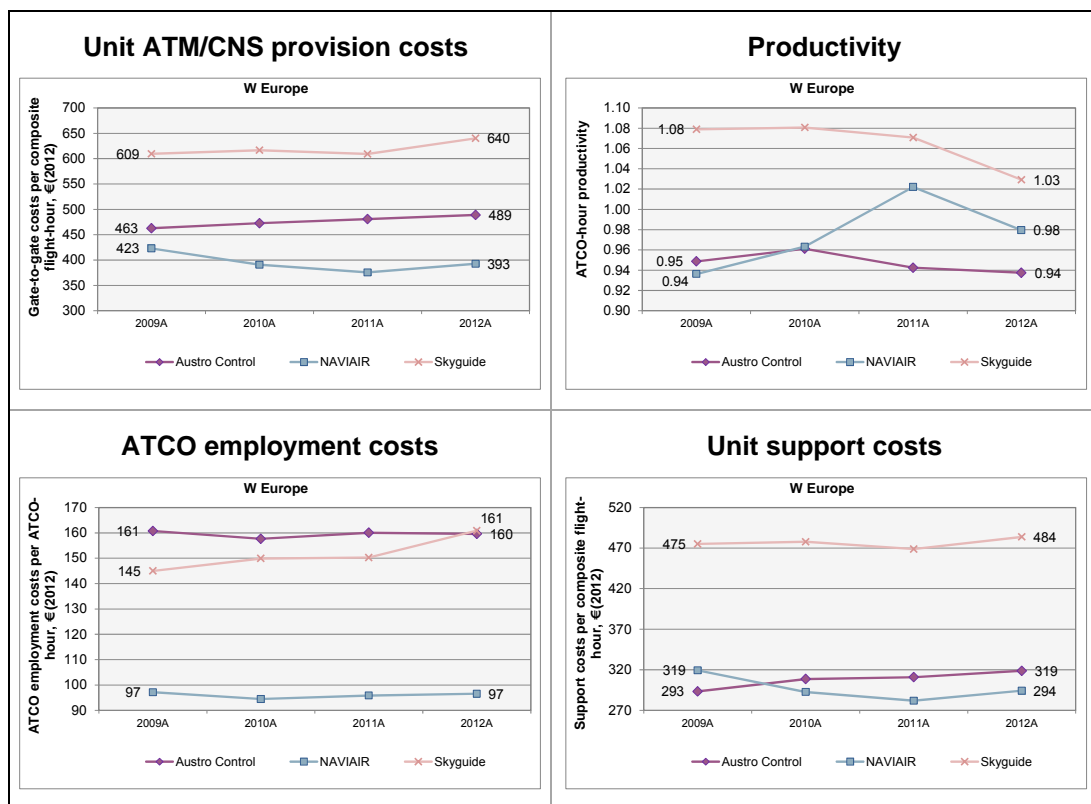 Unit ATM/CNS provision costs
W Europe
Gate-to-gate costs per composite
flight-hour, €(2012)
700
650
600
550
500
450
400
350
300
609
463
423
640
489
393
2009A 2010A 2011A 2012A
Austro Control NAVIAIR Skyguide
Productivity
W Europe
ATCO-hour productivity
1.10
1.08
1.06
1.04
1.02
1.00
0.98
0.96
0.94
0.92
0.90
1.08
0.95
0.94
1.03
0.98
0.94
2009A 2010A 2011A 2012A
Austro Control NAVIAIR Skyguide
ATCO employment costs
W Europe
ATCO employment costs per ATCO-
hour, €(2012)
170
160
150
140
130
120
110
100
90
161
145
97
161
160
97
2009A 2010A 2011A 2012A
Austro Control NAVIAIR Skyguide
Unit support costs
W Europe
Support costs per composite flight-
hour, €(2012)
520
470
420
370
320
270
475
319
293
484
319
294
2009A 2010A 2011A 2012A
Austro Control NAVIAIR Skyguide